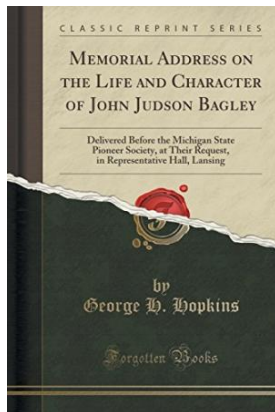 CLASSIC REPRINT SERIES
MEMORIAL ADDRESS ON
THE LIFE AND CHARACTER
OF JOHN JUDSON BAGLEY
Delivered Before the Michigan State
Pioneer Society, at Their Request,
in Representative Hall, Lansing
by
George H. Hopkins
Forgotten Books